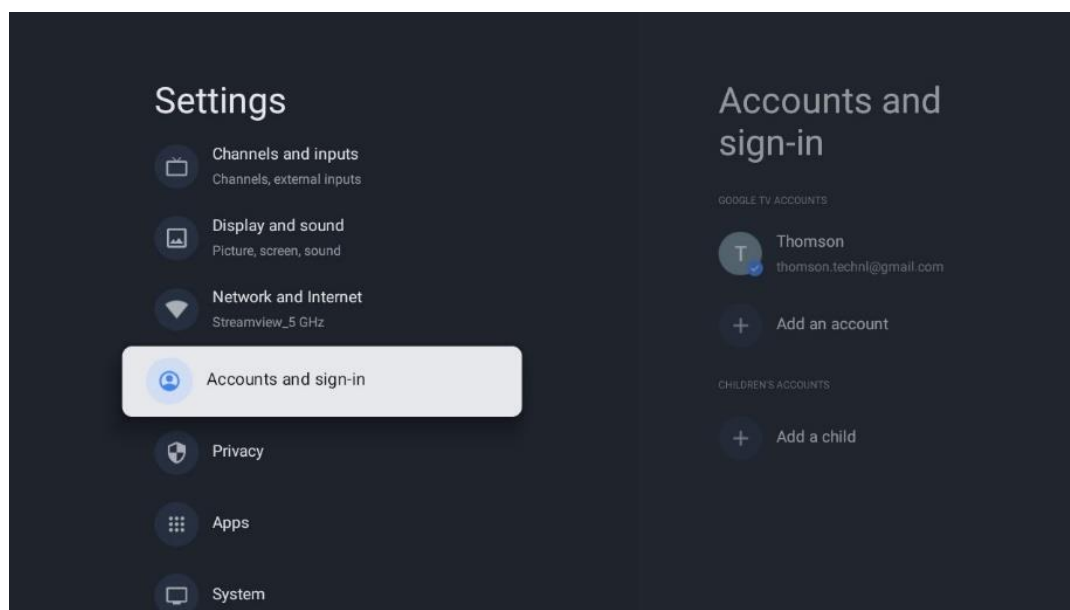 Settings
Channels and inputs
Channels, external inputs
Display and sound
Picture, screen, sound
Network and Internet
Streamview_5 GHz
Accounts and sign-in
Privacy
Apps
System
Accounts and
sign-in
GOOGLE TV ACCOUNTS
T
Thomson
thomson.technl@gmail.com
Add an account
CHILDREN'S ACCOUNTS
Add a child